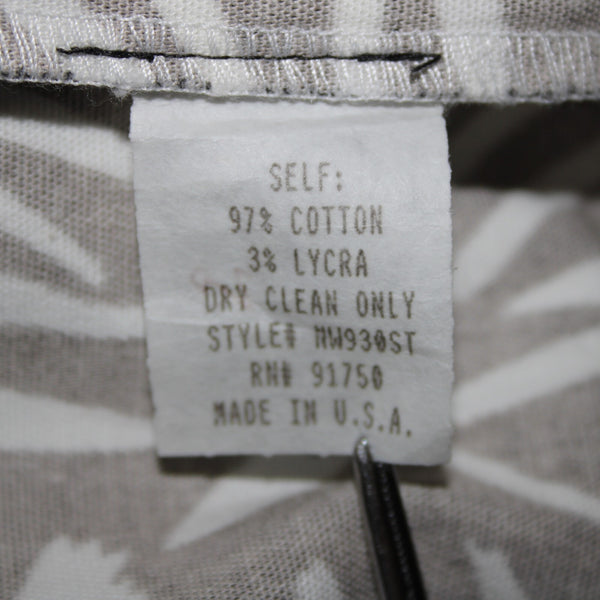 SELF:
97% COTTON
3% LYCRA
DRY CLEAN ONLY
STYLE# MW930ST
RN# 91750
MADE IN U.S.A.